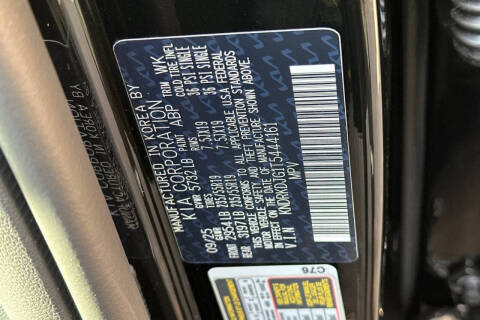 MANUFACTURED IN KOREA BY
KIA CORPORATION
09/25 GVWR 5732LB PAINT ABP TRIM WK
TIRES RIMS COLD TIRE INFL
FRONT 2954LB 235/55R19 7.5JX19 36 PSI SINGLE
REAR 3197LB 235/55R19 7.5JX19 36 PSI SINGLE
THIS VEHICLE CONFORMS TO ALL APPLICABLE U.S.A FEDERAL
MOTOR VEHICLE SAFETY AND THEFT PREVENTION STANDARDS
IN EFFECT ON THE DATE OF MANUFACTURE SHOWN ABOVE.
V.I.N
MPV
C76